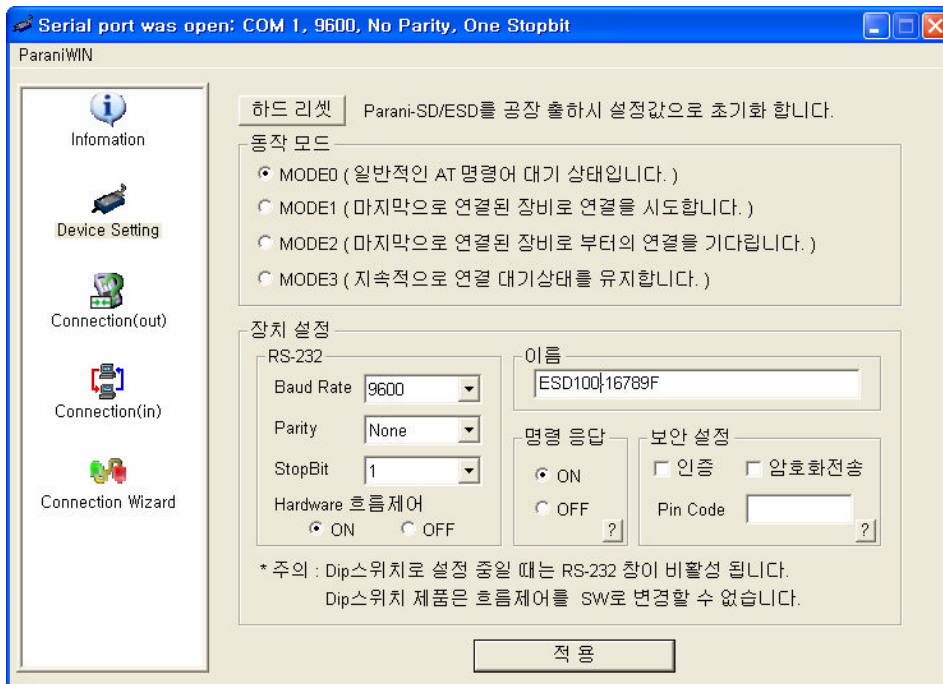 Serial port was open: COM 1, 9600, No Parity, One Stopbit
ParaniWIN
Infomation
Device Setting
Connection(out)
Connection(in)
Connection Wizard
하드 리셋 Parani-SD/ESD를 공장 출하시 설정값으로 초기화 합니다.
동작 모드
MODE0 ( 일반적인 AT 명령어 대기 상태입니다. )
MODE1 ( 마지막으로 연결된 장비로 연결을 시도합니다. )
MODE2 ( 마지막으로 연결된 장비로 부터의 연결을 기다립니다. )
MODE3 ( 지속적으로 연결 대기상태를 유지합니다. )
장치 설정
RS-232
Baud Rate 9600
Parity None
StopBit 1
Hardware 흐름제어
ON OFF
이름
ESD100-16789F
명령 응답
ON
OFF
?
보안 설정
인증 암호화전송
Pin Code
?
* 주의 : Dip스위치로 설정 중일 때는 RS-232 창이 비활성 됩니다.
Dip스위치 제품은 흐름제어를 SW로 변경할 수 없습니다.
적 용